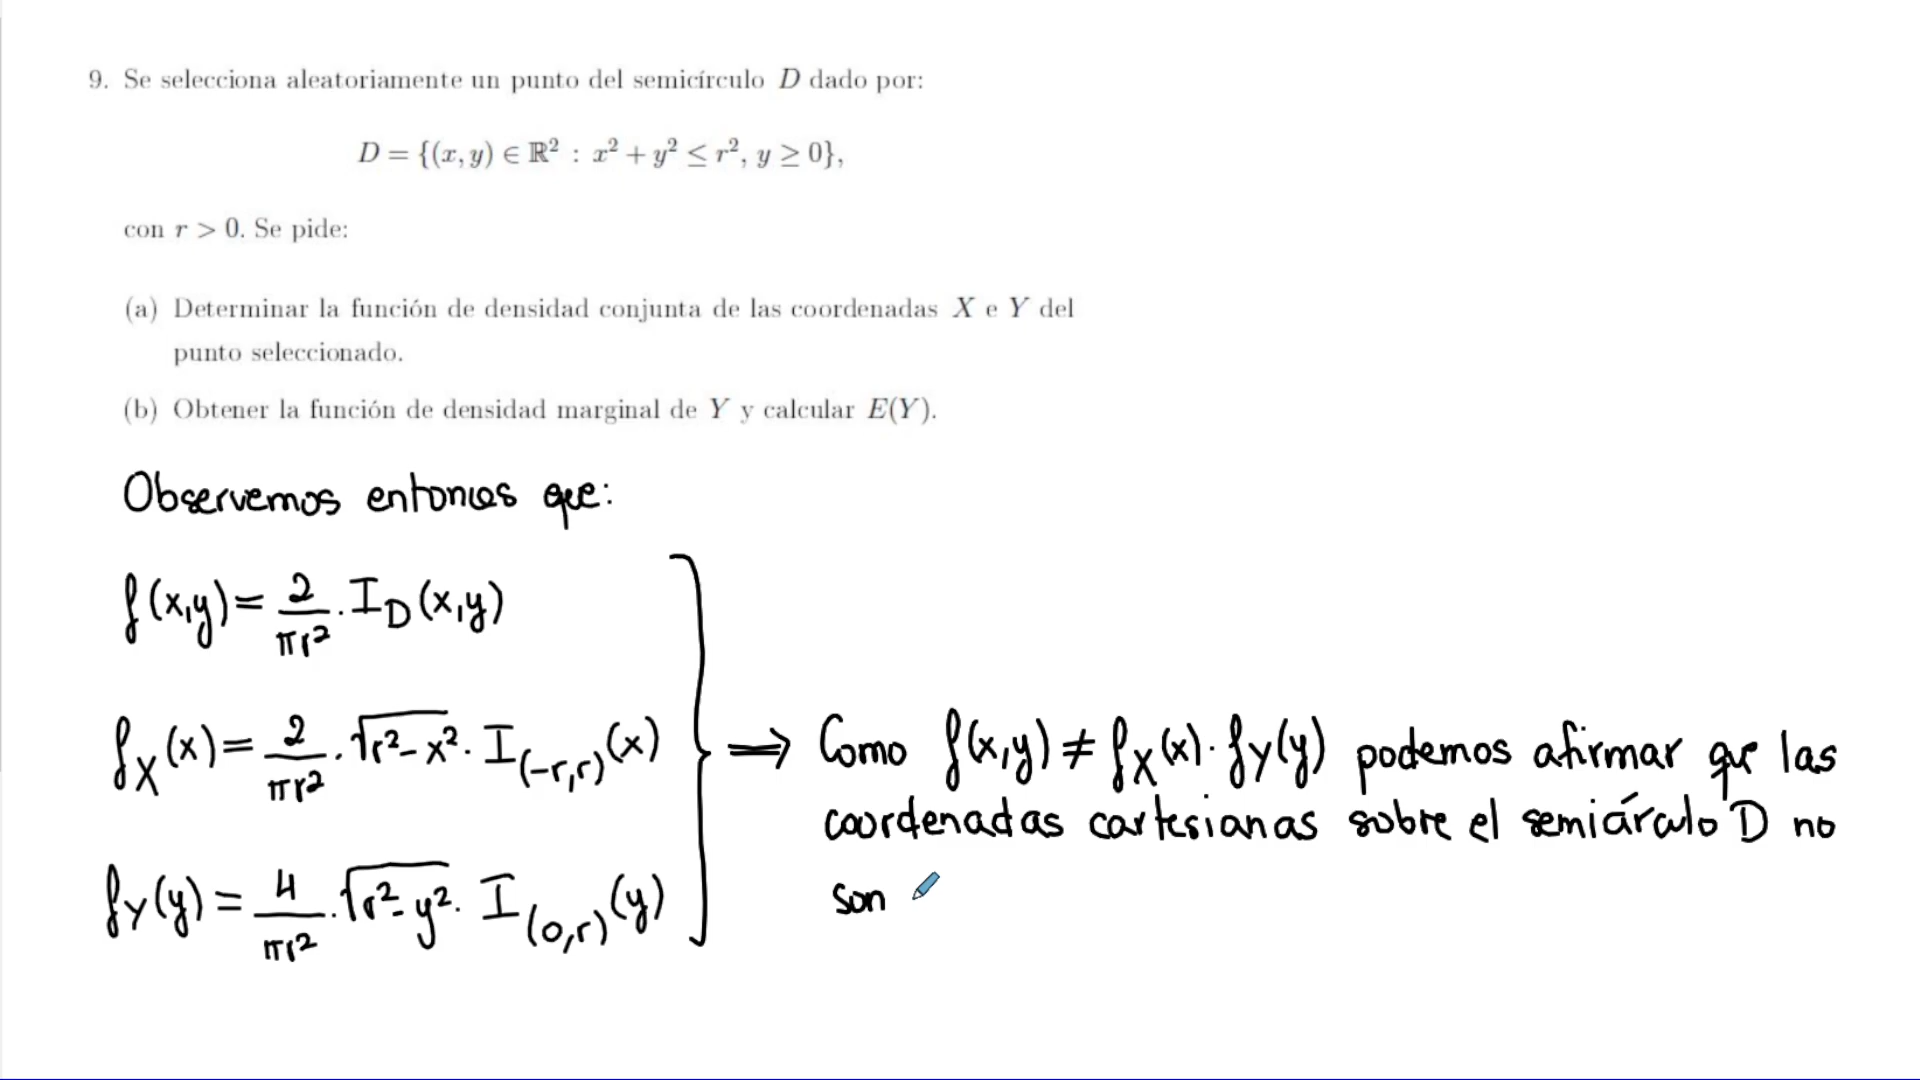 9. Se selecciona aleatoriamente un punto del semicírculo D dado por:
D = {(x, y) ∈ ℝ² : x² + y² ≤ r², y ≥ 0},
con r > 0. Se pide:
(a) Determinar la función de densidad conjunta de las coordenadas X e Y del
punto seleccionado.
(b) Obtener la función de densidad marginal de Y y calcular E(Y).
Observemos entonces que:
f(x,y) = 2/(πr²) · I_D(x,y)
f_X(x) = 2/(πr²) · √(r² - x²) · I_(-r,r)(x)
f_Y(y) = 4/(πr²) · √(r² - y²) · I_(0,r)(y)
⟹ Como f(x,y) ≠ f_X(x) · f_Y(y) podemos afirmar que las
coordenadas cartesianas sobre el semicírculo D no
son